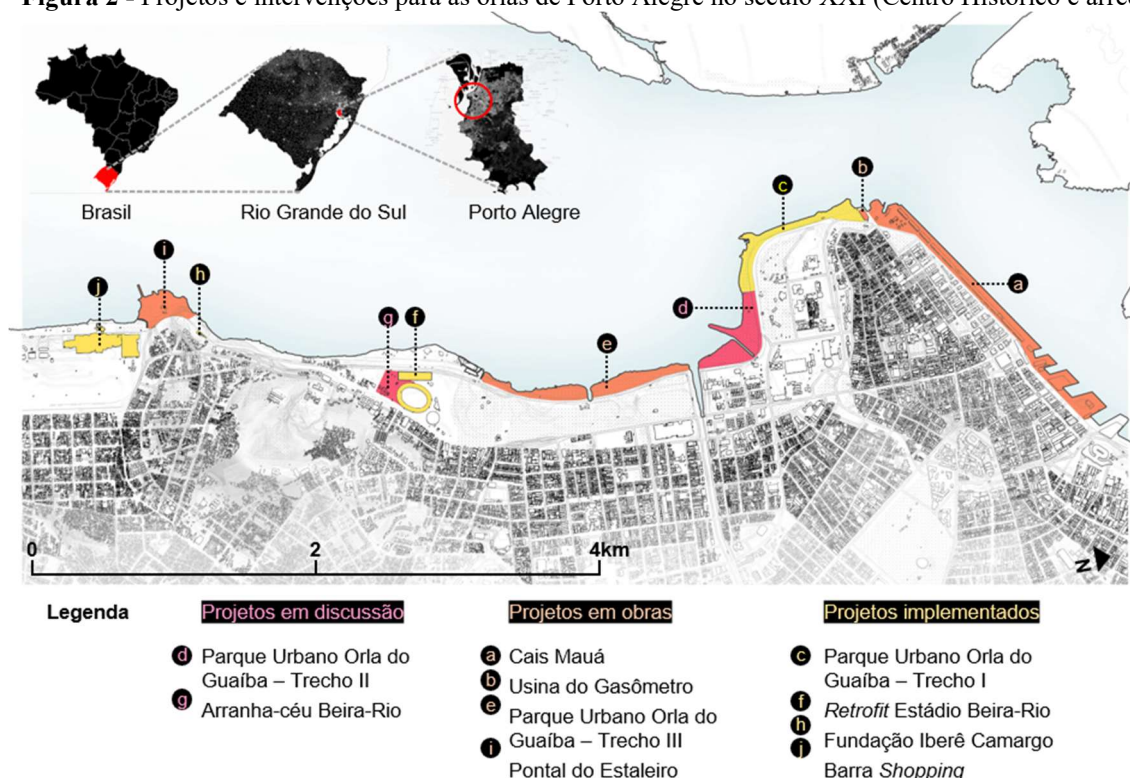 Figura 2 - Projetos e intervenções para as orlas de Porto Alegre no século XXI (Centro Histórico e
Brasil
Rio Grande do Sul
Porto Alegre
b
c
i
h
j
a
d
g
f
e
0
2
4km
N
Legenda
Projetos em discussão
d Parque Urbano Orla do
Guaíba – Trecho II
g Arranha-céu Beira-Rio
Projetos em obras
a Cais Mauá
b Usina do Gasômetro
e Parque Urbano Orla do
i Guaíba – Trecho III
Pontal do Estaleiro
Projetos implementados
c Parque Urbano Orla do
Guaíba – Trecho I
f Retrofit Estádio Beira-Rio
h Fundação Iberê Camargo
j Barra Shopping